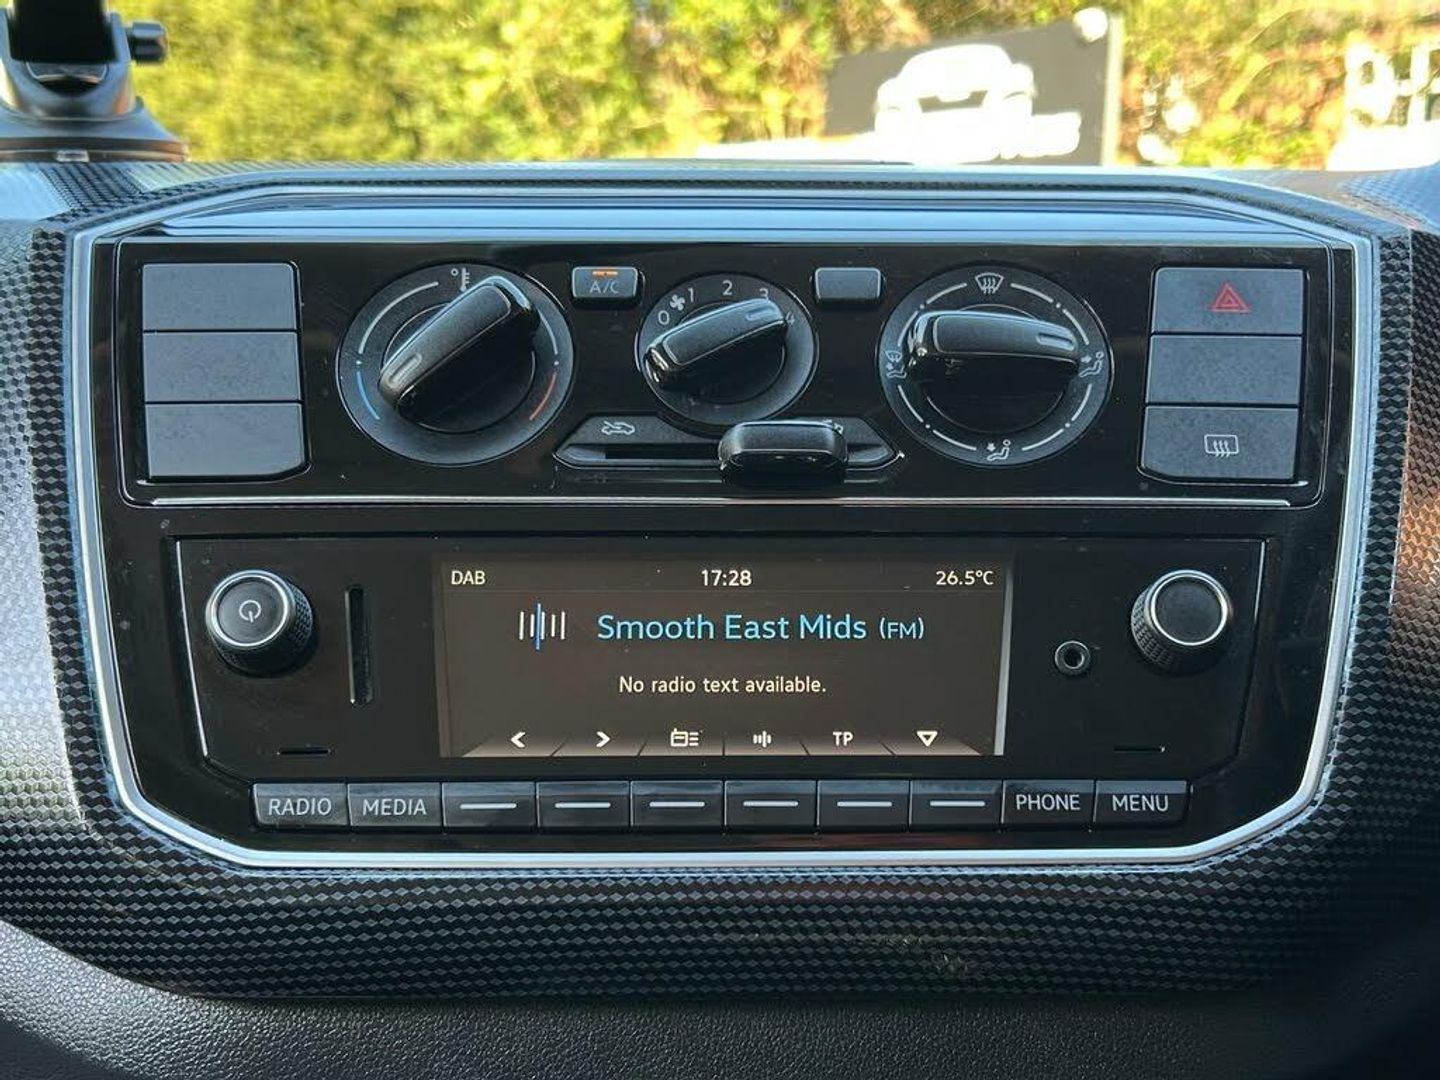 A/C
0 1 2 3 4
DAB 17:28 26.5°C
Smooth East Mids (FM)
No radio text available.
TP
RADIO MEDIA PHONE MENU